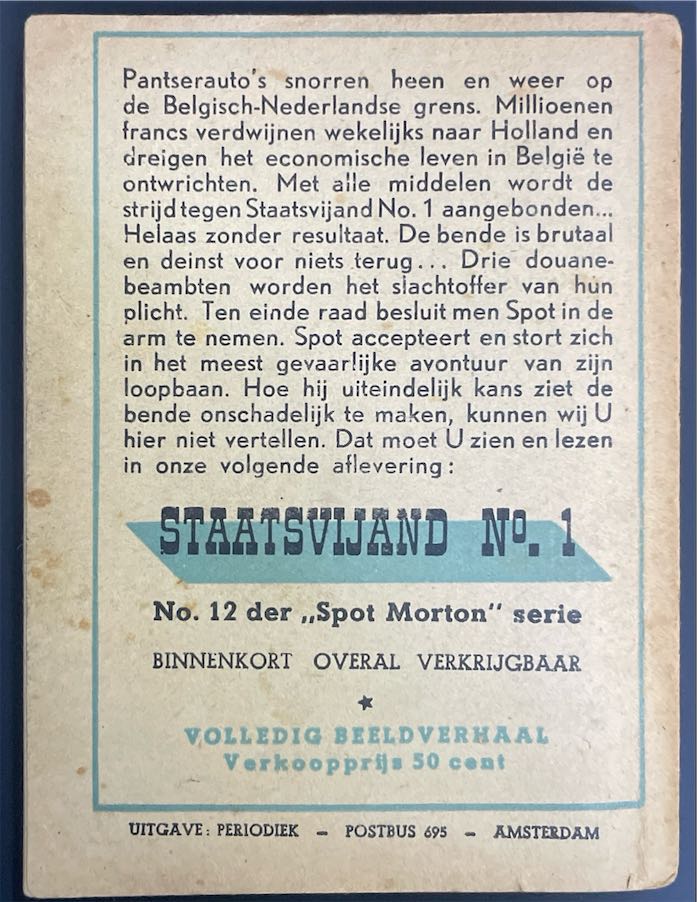 Pantserauto's snorren heen en weer op
de Belgisch-Nederlandse grens. Millioenen
francs verdwijnen wekelijks naar Holland en
dreigen het economische leven in België te
ontwrichten. Met alle middelen wordt de
strijd tegen Staatsvijand No. 1 aangebonden...
Helaas zonder resultaat. De bende is brutaal
en deinst voor niets terug... Drie douane-
beambten worden het slachtoffer van hun
plicht. Ten einde raad besluit men Spot in de
arm te nemen. Spot accepteert en stort zich
in het meest gevaarlijke avontuur van zijn
loopbaan. Hoe hij uiteindelijk kans ziet de
bende onschadelijk te maken, kunnen wij U
hier niet vertellen. Dat moet U zien en lezen
in onze volgende aflevering:
STAATSVIJAND No. 1
No. 12 der „Spot Morton" serie
BINNENKORT OVERAL VERKRIJGBAAR
VOLLEDIG BEELDVERHAAL
Verkoopprijs 50 cent
UITGAVE: PERIODIEK – POSTBUS 695 – AMSTERDAM